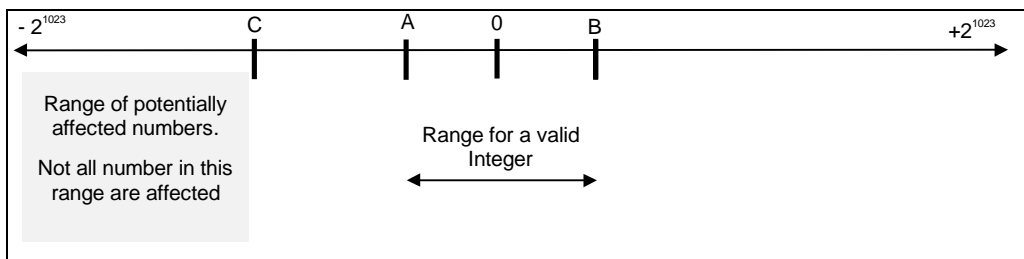 - 2^1023 C A 0 B +2^1023
Range of potentially
affected numbers.
Not all number in this
range are affected
Range for a valid
Integer